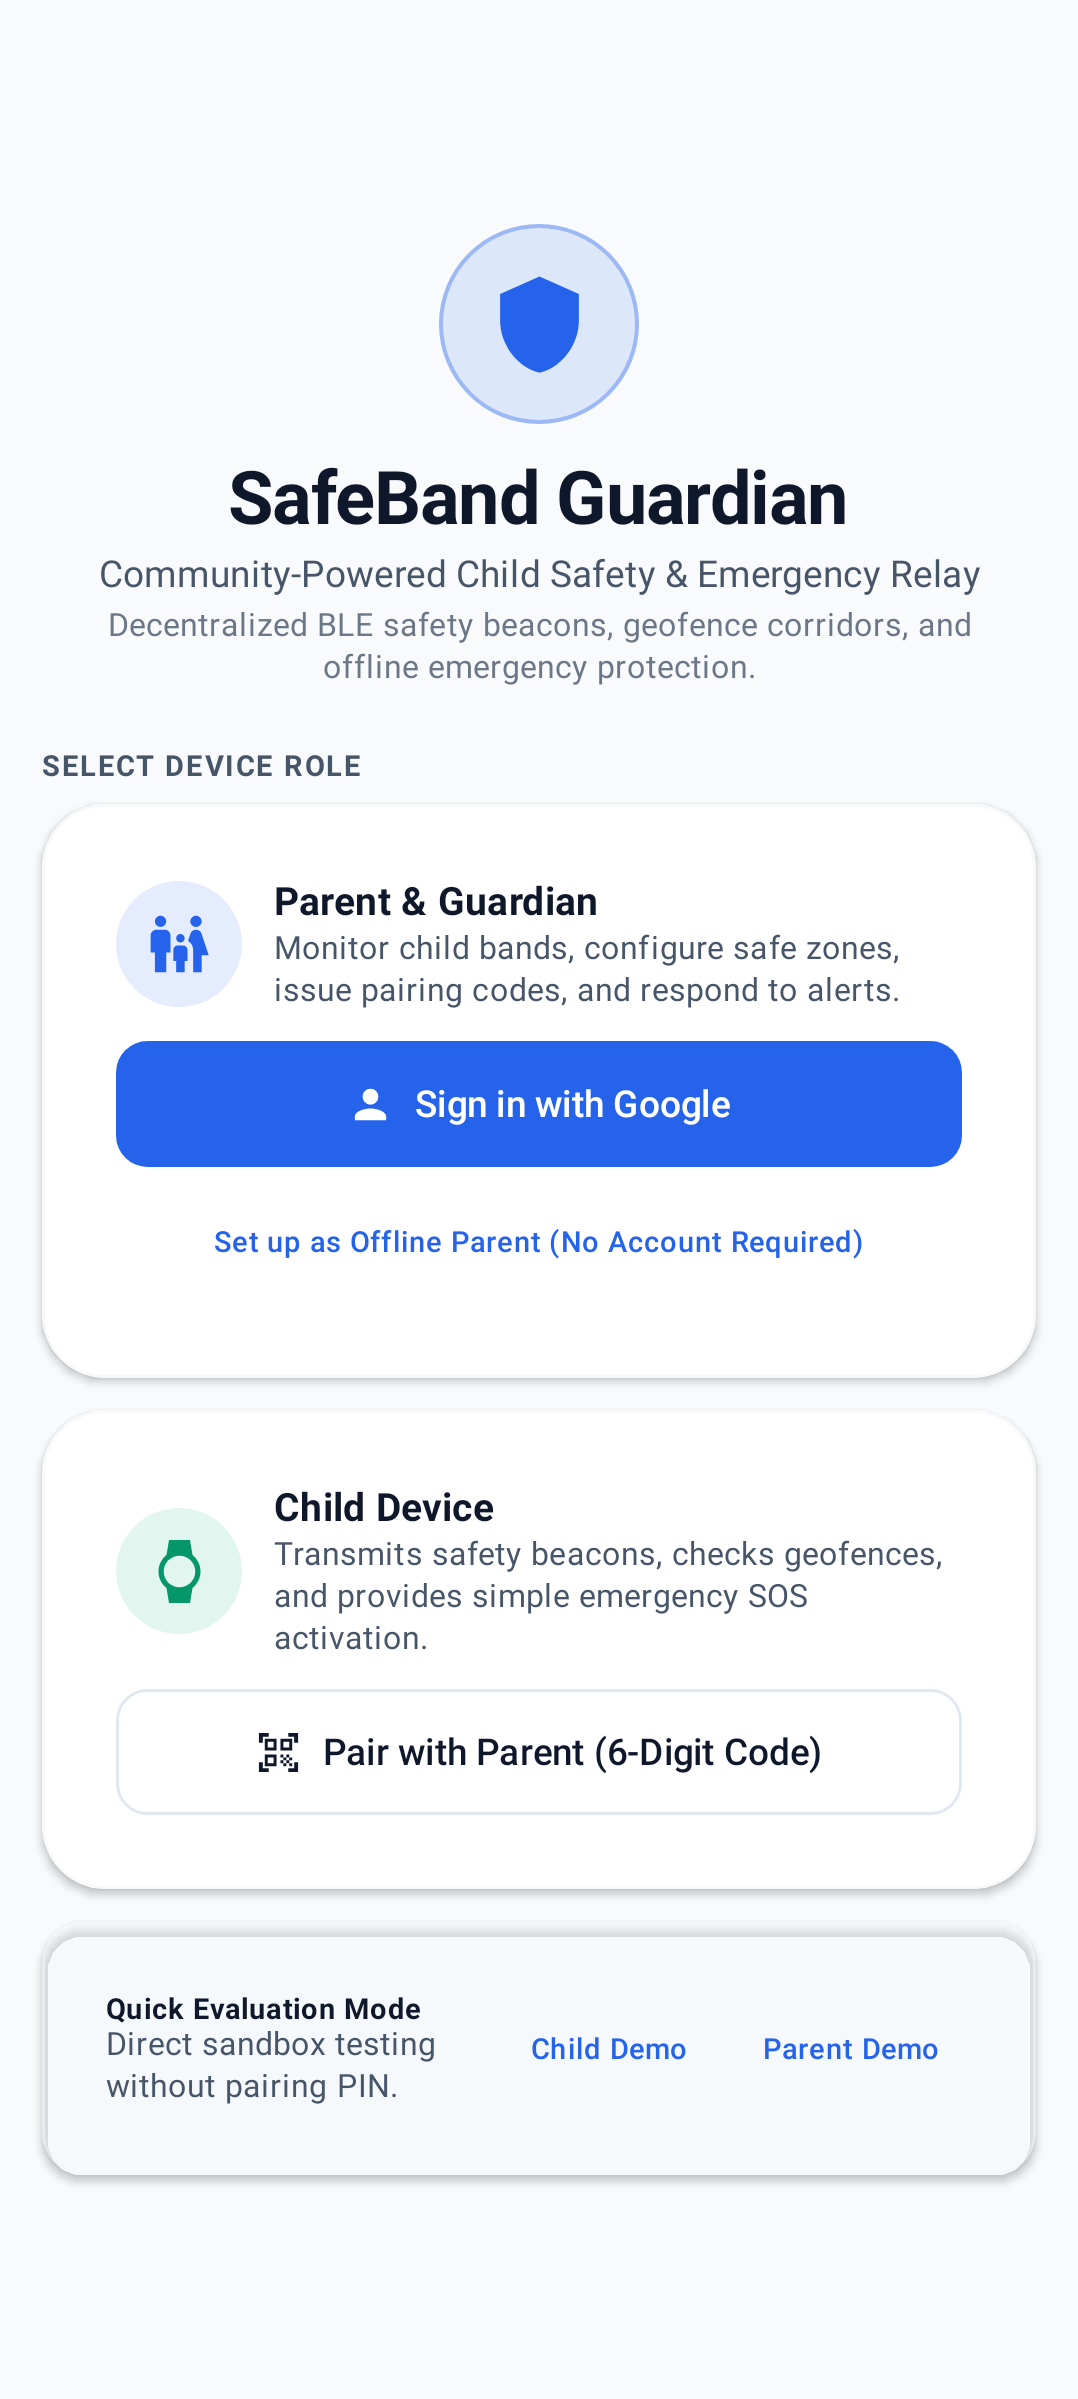 SafeBand Guardian
Community-Powered Child Safety & Emergency Relay
Decentralized BLE safety beacons, geofence corridors, and
offline emergency protection.
SELECT DEVICE ROLE
Parent & Guardian
Monitor child bands, configure safe zones,
issue pairing codes, and respond to alerts.
Sign in with Google
Set up as Offline Parent (No Account Required)
Child Device
Transmits safety beacons, checks geofences,
and provides simple emergency SOS
activation.
Pair with Parent (6-Digit Code)
Quick Evaluation Mode
Direct sandbox testing
without pairing PIN.
Child Demo
Parent Demo